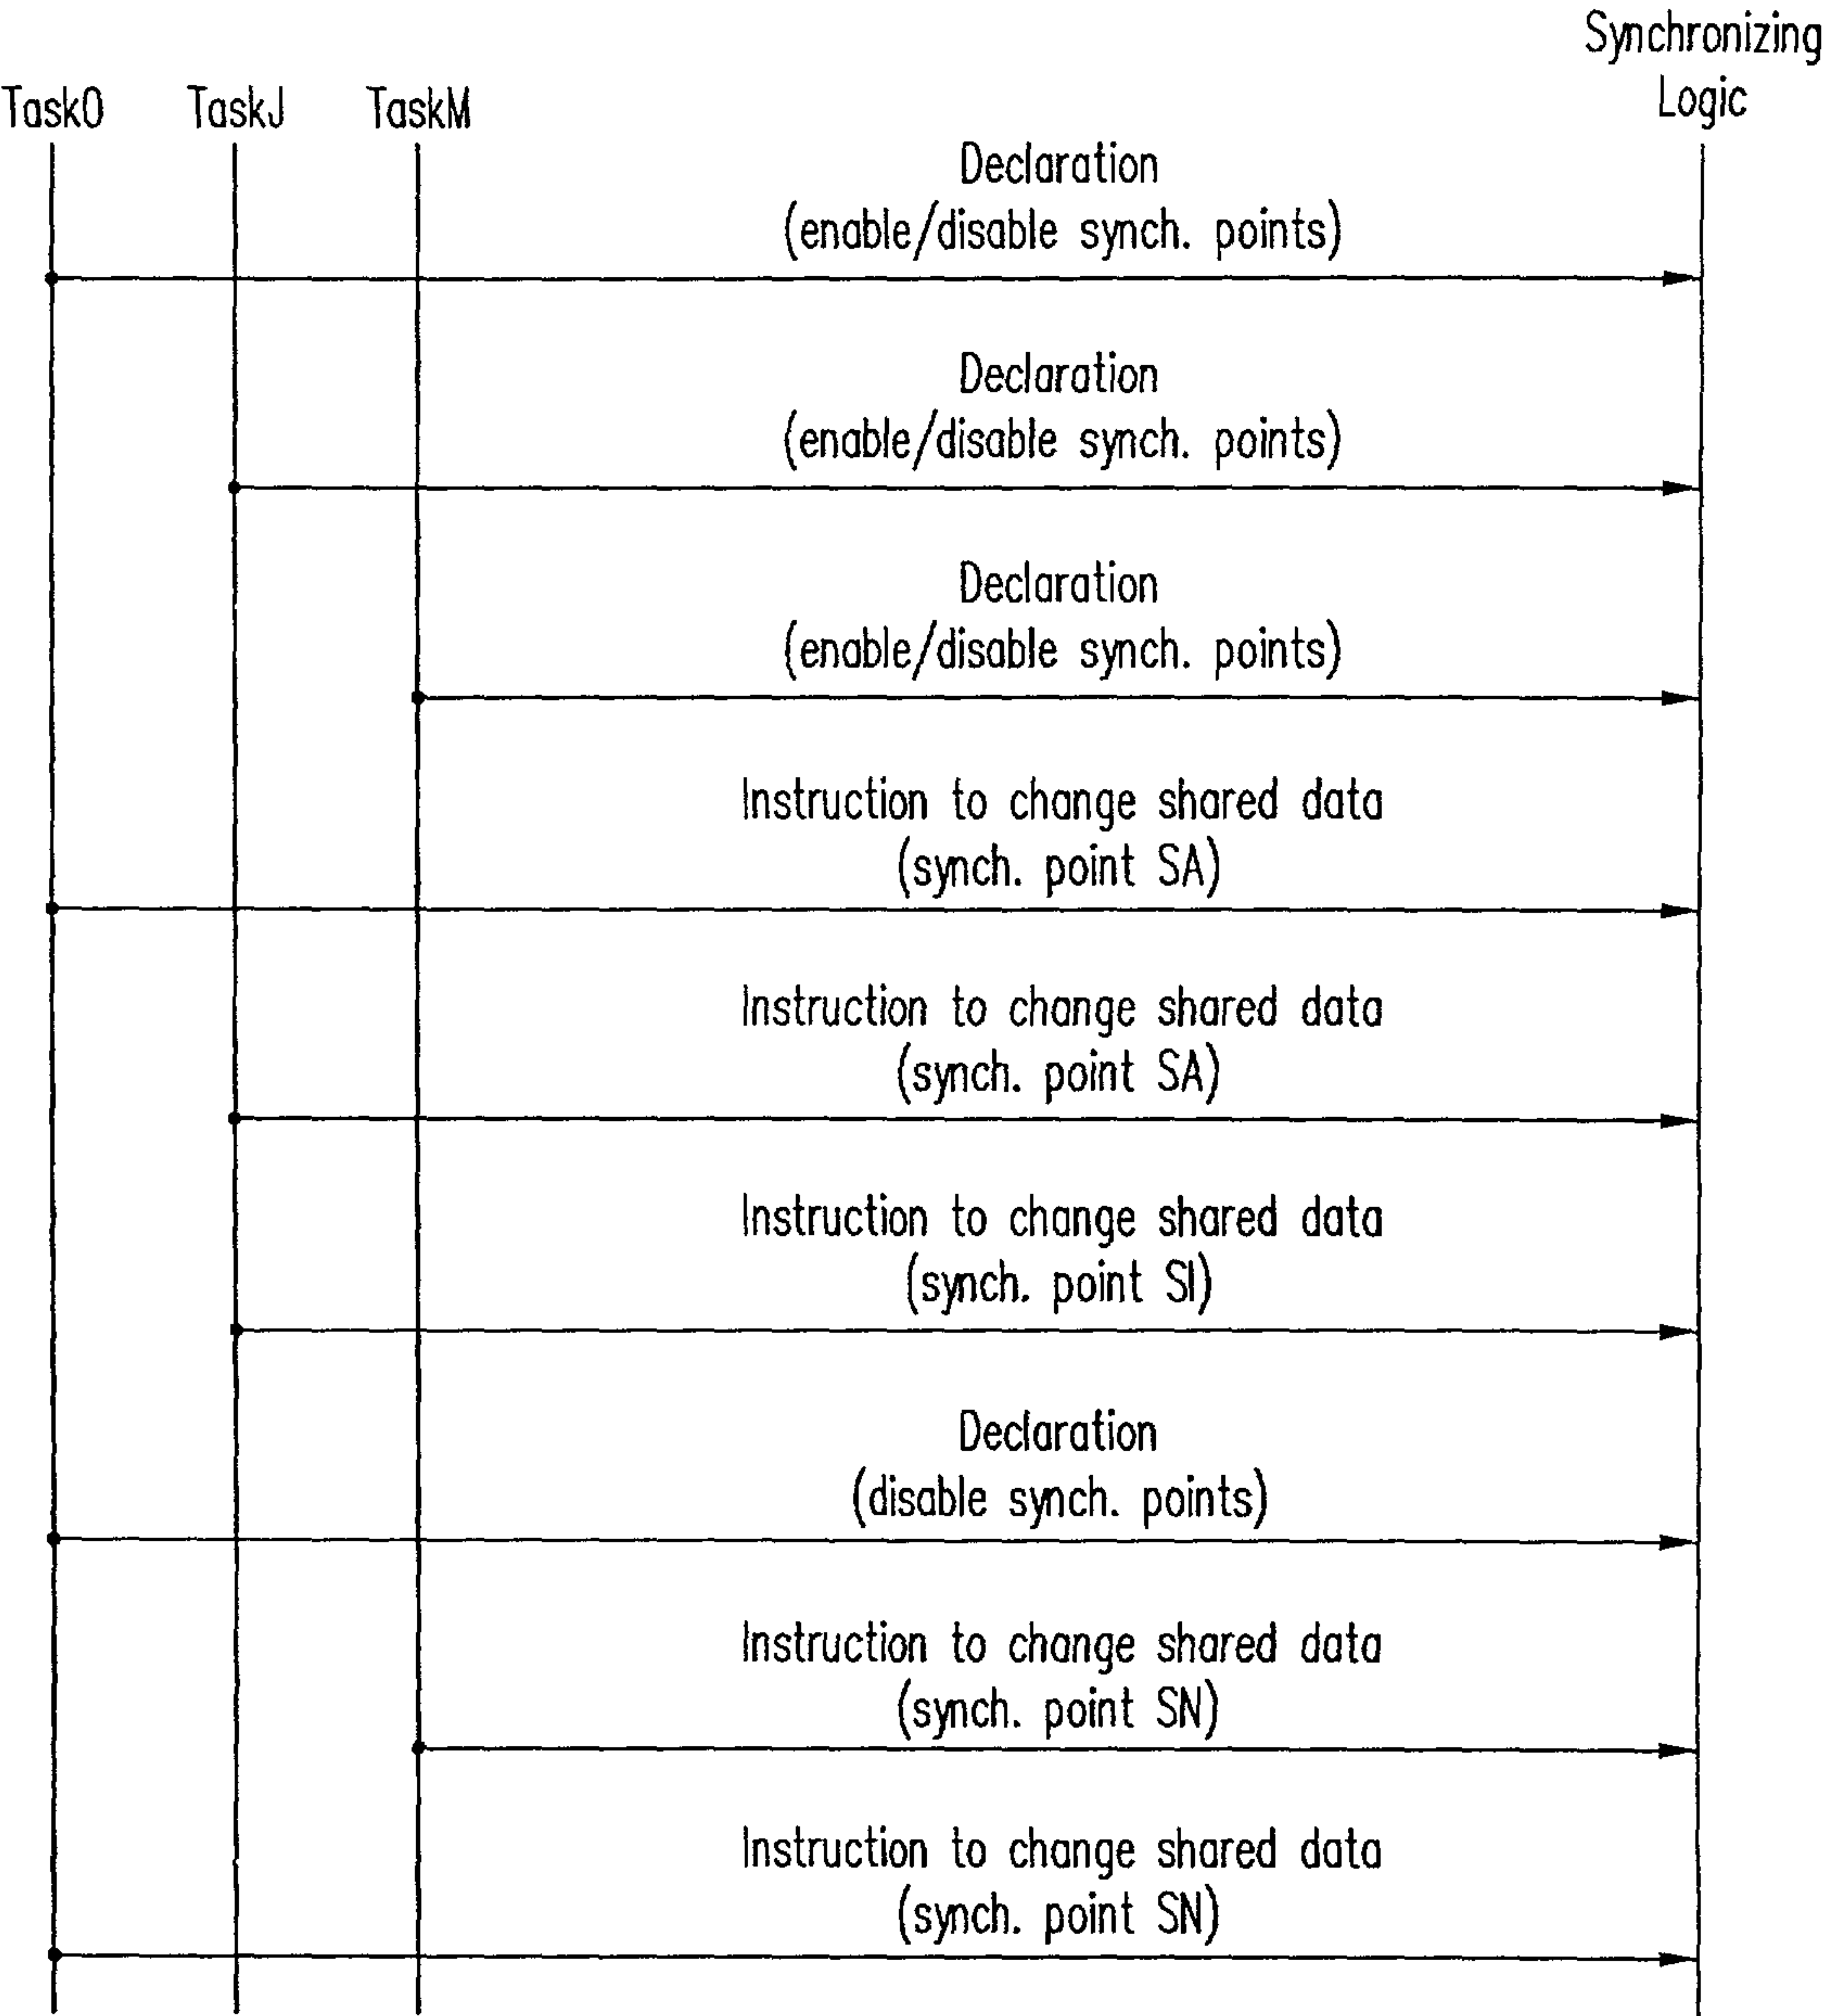 Synchronizing
Logic
Task0
TaskJ
TaskM
Declaration
(enable/disable synch. points)
Declaration
(enable/disable synch. points)
Declaration
(enable/disable synch. points)
Instruction to change shared data
(synch. point SA)
Instruction to change shared data
(synch. point SA)
Instruction to change shared data
(synch. point SI)
Declaration
(disable synch. points)
Instruction to change shared data
(synch. point SN)
Instruction to change shared data
(synch. point SN)